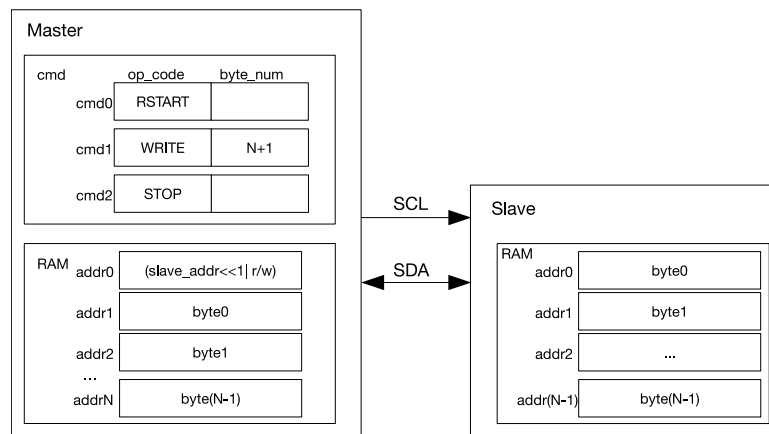 Master
cmd op_code byte_num
cmd0 RSTART
cmd1 WRITE N+1
cmd2 STOP
RAM
addr0 (slave_addr<<1| r/w)
addr1 byte0
addr2 byte1
...
addrN byte(N-1)
SCL
SDA
Slave
RAM
addr0 byte0
addr1 byte1
addr2 ...
addr(N-1) byte(N-1)